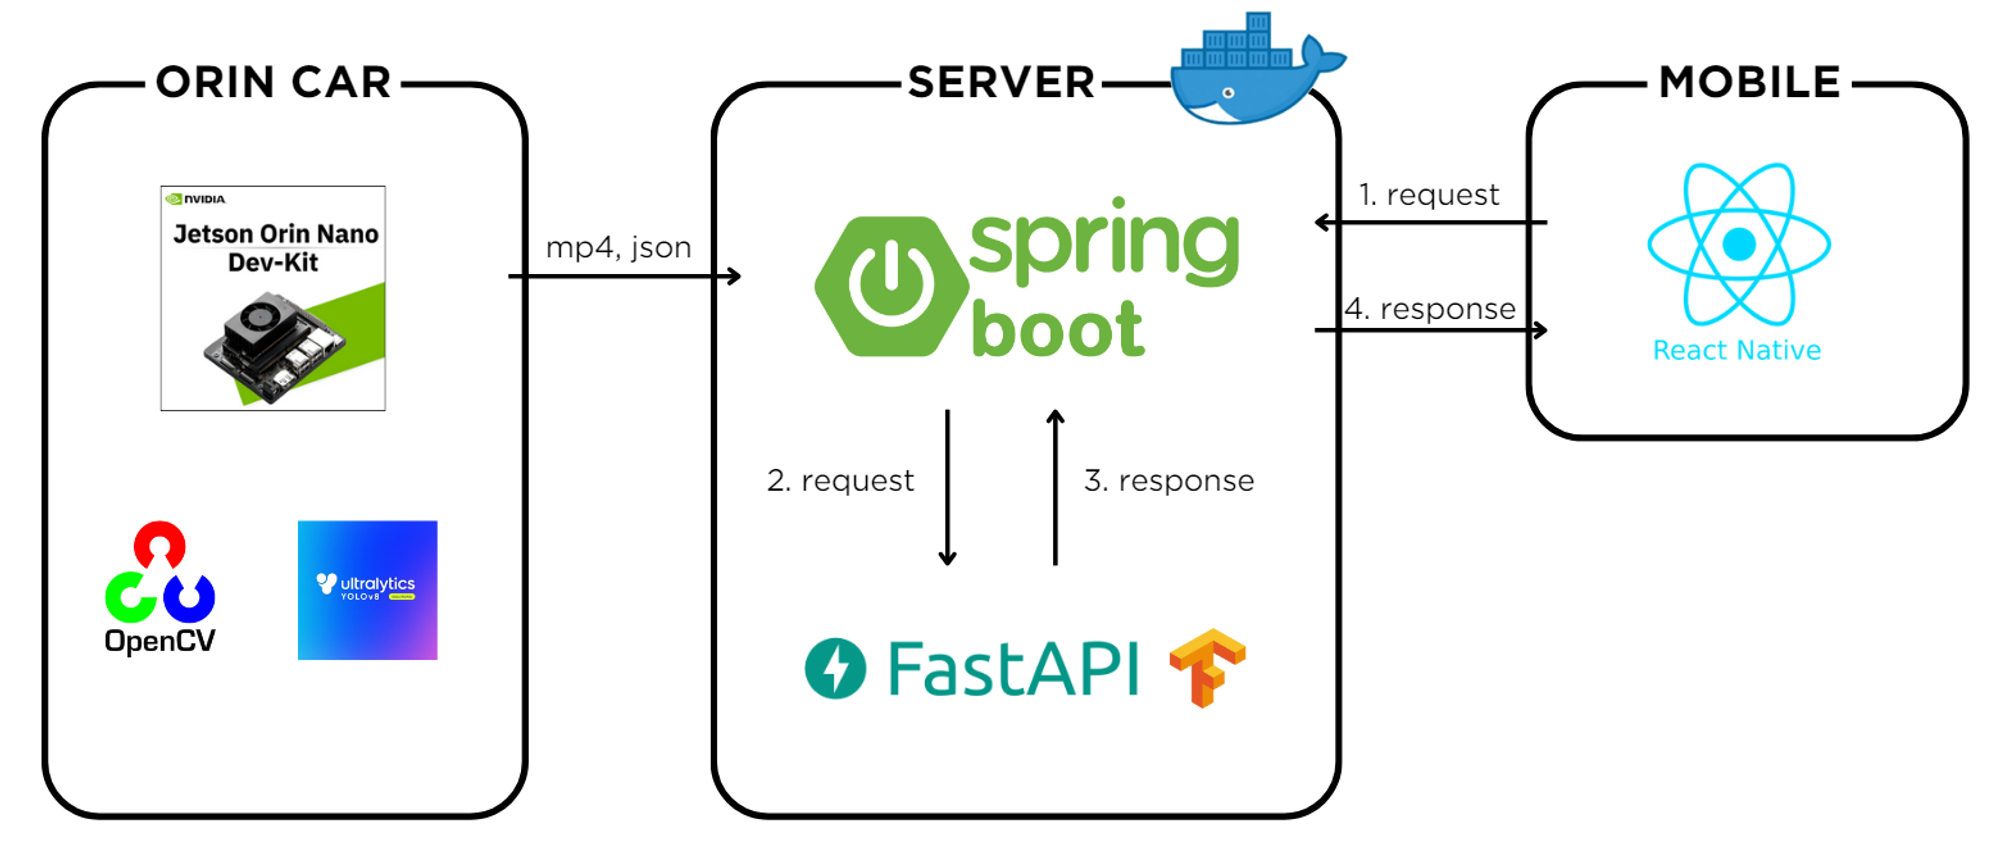 ORIN CAR
NVIDIA
Jetson Orin Nano
Dev-Kit
OpenCV
ultralytics
YOLOv8
mp4, json
SERVER
spring
boot
2. request
3. response
FastAPI
1. request
4. response
MOBILE
React Native